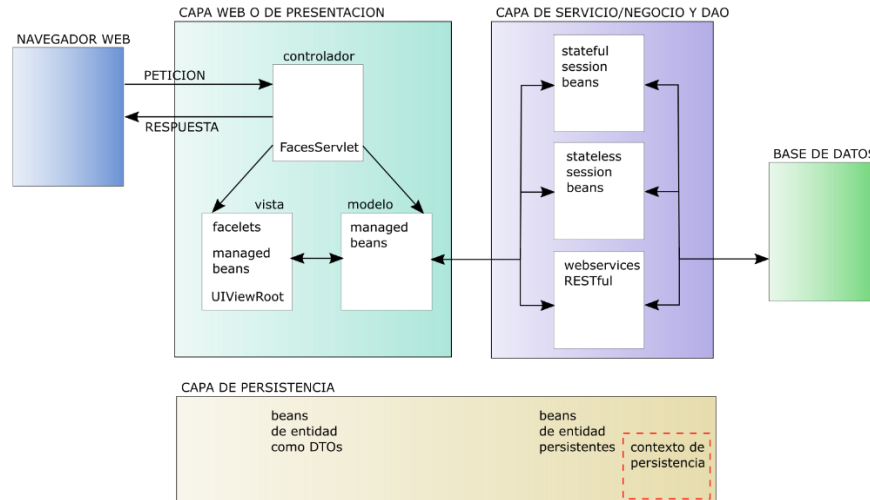 CAPA WEB O DE PRESENTACION
CAPA DE SERVICIO/NEGOCIO Y DAO
NAVEGADOR WEB
controlador
PETICION
RESPUESTA
FacesServlet
vista
modelo
facelets
managed
beans
UIViewRoot
managed
beans
stateful
session
beans
stateless
session
beans
webservices
RESTful
BASE DE DATOS
CAPA DE PERSISTENCIA
beans
de entidad
como DTOs
beans
de entidad
persistentes
contexto de
persistencia